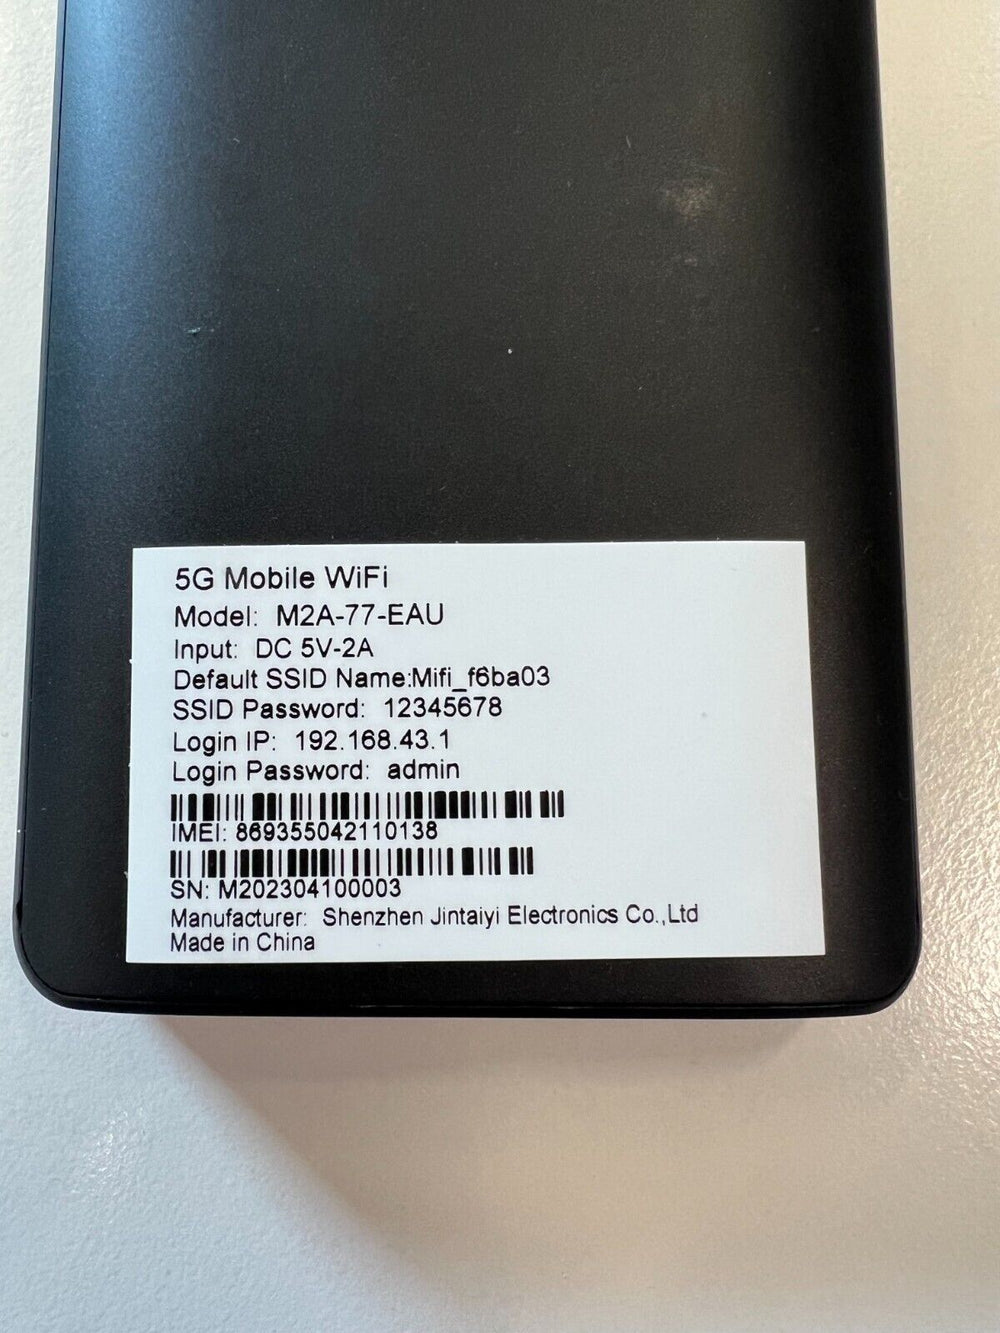 5G Mobile WiFi
Model: M2A-77-EAU
Input: DC 5V-2A
Default SSID Name:Mifi_f6ba03
SSID Password: 12345678
Login IP: 192.168.43.1
Login Password: admin
IMEI: 869355042110138
SN: M202304100003
Manufacturer: Shenzhen Jintaiyi Electronics Co.,Ltd
Made in China